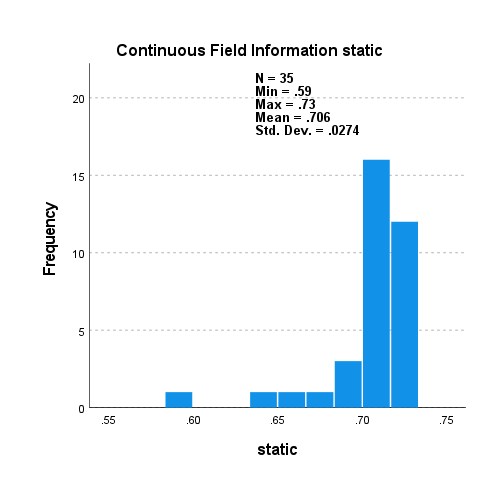 Continuous Field Information static
N = 35
Min = .59
Max = .73
Mean = .706
Std. Dev. = .0274
20
15
10
5
0
Frequency
.55 .60 .65 .70 .75
static